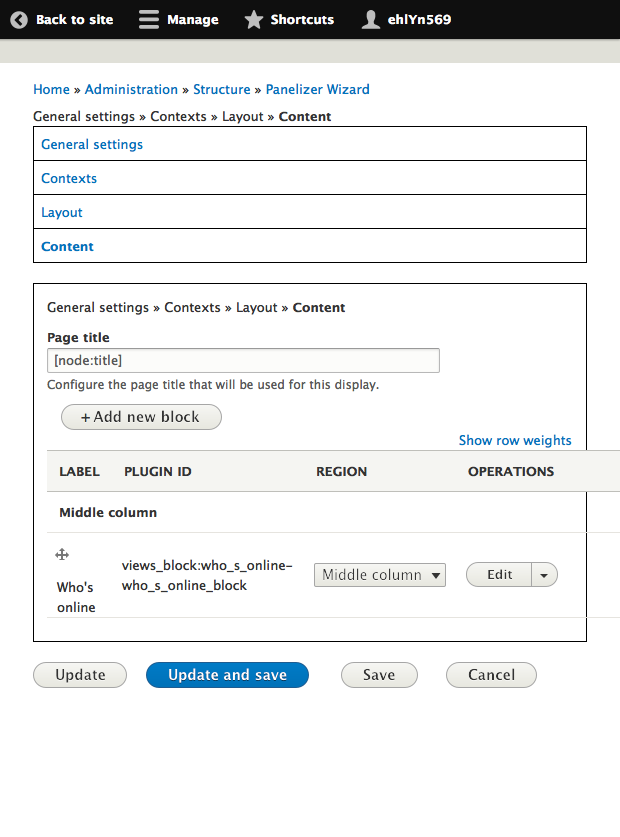 Back to site Manage Shortcuts ehlYn569
Home » Administration » Structure » Panelizer Wizard
General settings » Contexts » Layout » Content
General settings
Contexts
Layout
Content
General settings » Contexts » Layout » Content
Page title
[node:title]
Configure the page title that will be used for this display.
+ Add new block
Show row weights
LABEL PLUGIN ID REGION OPERATIONS
Middle column
Who's online
views_block:who_s_online-
who_s_online_block
Middle column
Edit
Update Update and save Save Cancel